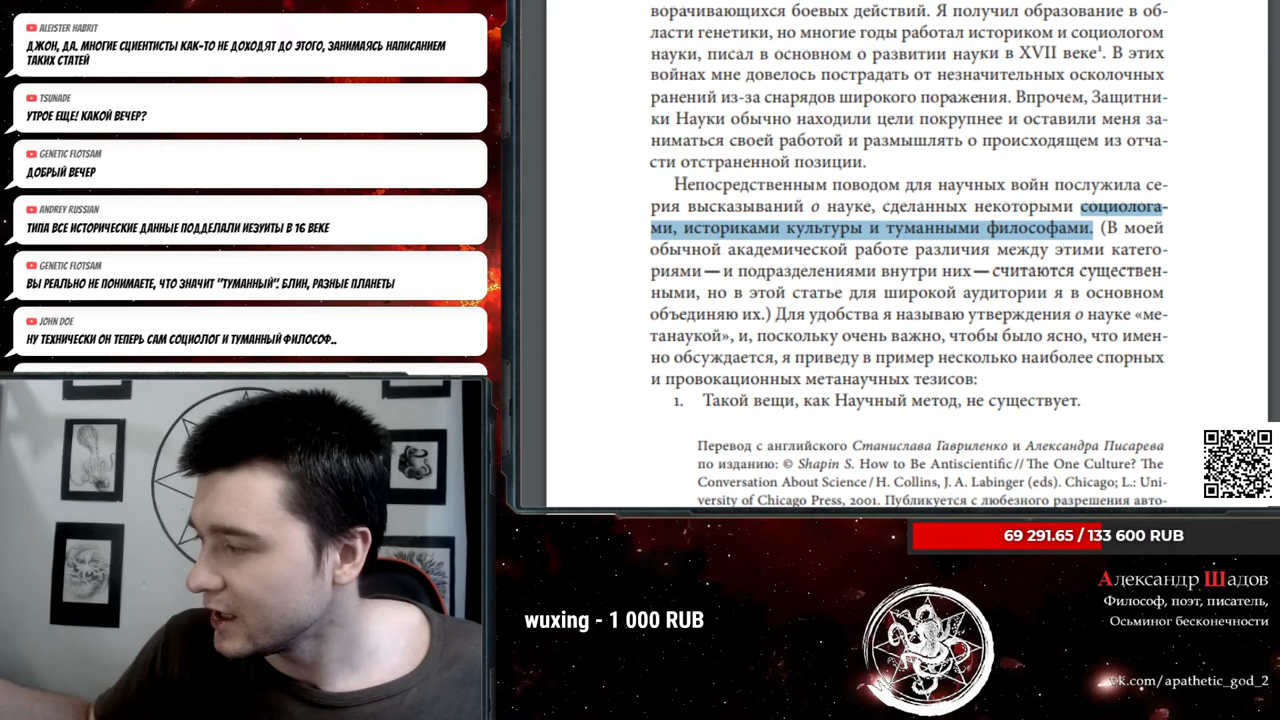 ALEISTER HABRIT
ДЖОН, ДА. МНОГИЕ СЦИЕНТИСТЫ КАК-ТО НЕ ДОХОДЯТ ДО ЭТОГО, ЗАНИМАЯСЬ НАПИСАНИЕМ
ТАКИХ СТАТЕЙ
TSUNADE
УТРОЕ ЕЩЕ! КАКОЙ ВЕЧЕР?
GENETIC FLOTSAM
ДОБРЫЙ ВЕЧЕР
ANDREY RUSSIAN
ТИПА ВСЕ ИСТОРИЧЕСКИЕ ДАННЫЕ ПОДДЕЛАЛИ ИЕЗУИТЫ В 16 ВЕКЕ
GENETIC FLOTSAM
ВЫ РЕАЛЬНО НЕ ПОНИМАЕТЕ, ЧТО ЗНАЧИТ "ТУМАННЫЙ". БЛИН, РАЗНЫЕ ПЛАНЕТЫ
JOHN DOE
НУ ТЕХНИЧЕСКИ ОН ТЕПЕРЬ САМ СОЦИОЛОГ И ТУМАННЫЙ ФИЛОСОФ..
ворачивающихся боевых действий. Я получил образование в об-
ласти генетики, но многие годы работал историком и социологом
науки, писал в основном о развитии науки в XVII веке¹. В этих
войнах мне довелось пострадать от незначительных осколочных
ранений из-за снарядов широкого поражения. Впрочем, Защитни-
ки Науки обычно находили цели покрупнее и оставили меня за-
ниматься своей работой и размышлять о происходящем из отча-
сти отстраненной позиции.
Непосредственным поводом для научных войн послужила се-
рия высказываний о науке, сделанных некоторыми социолога-
ми, историками культуры и туманными философами. (В моей
обычной академической работе различия между этими катего-
риями — и подразделениями внутри них — считаются существен-
ными, но в этой статье для широкой аудитории я в основном
объединяю их.) Для удобства я называю утверждения о науке «ме-
танаукой», и, поскольку очень важно, чтобы было ясно, что имен-
но обсуждается, я приведу в пример несколько наиболее спорных
и провокационных метанаучных тезисов:
1. Такой вещи, как Научный метод, не существует.
Перевод с английского Станислава Гавриленко и Александра Писарева
по изданию: © Shapin S. How to Be Antiscientific // The One Culture? The
Conversation About Science / H. Collins, J. A. Labinger (eds). Chicago; L.: Uni-
versity of Chicago Press, 2001. Публикуется с любезного разрешения авто-
69 291.65 / 133 600 RUB
wuxing - 1 000 RUB
Александр Шадов
Философ, поэт, писатель,
Осьминог бесконечности
vk.com/apathetic_god_2